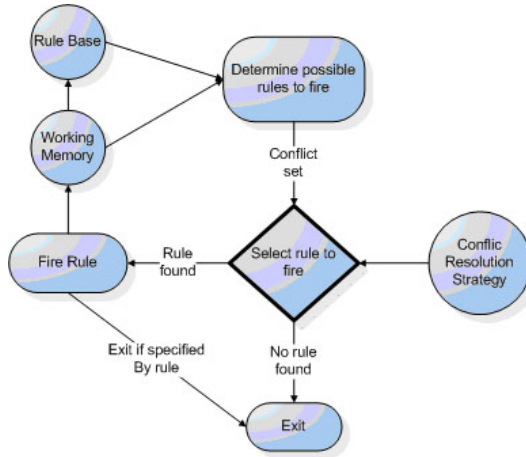 Rule Base
Determine possible
rules to fire
Working
Memory
Conflict
set
Fire Rule
Rule
found
Select rule to
fire
Conflic
Resolution
Strategy
Exit if specified
By rule
No rule
found
Exit